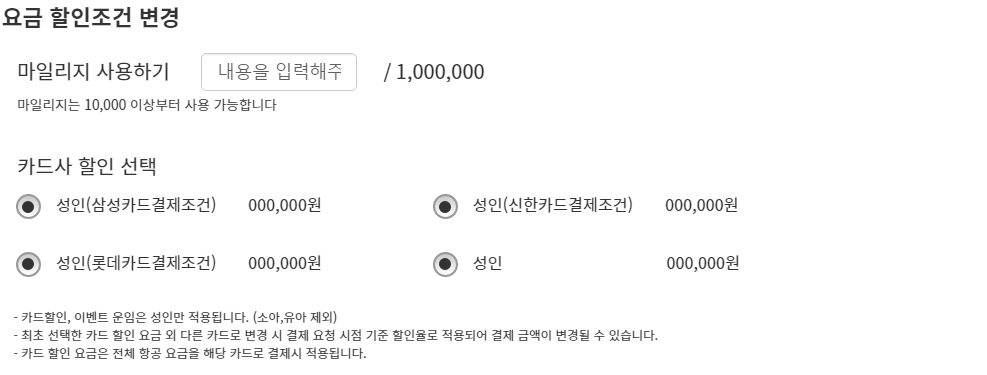 요금 할인조건 변경
마일리지 사용하기 내용을 입력해주 / 1,000,000
마일리지는 10,000 이상부터 사용 가능합니다
카드사 할인 선택
성인(삼성카드결제조건) 000,000원 성인(신한카드결제조건) 000,000원
성인(롯데카드결제조건) 000,000원 성인 000,000원
- 카드할인, 이벤트 운임은 성인만 적용됩니다. (소아,유아 제외)
- 최초 선택한 카드 할인 요금 외 다른 카드로 변경 시 결제 요청 시점 기준 할인율로 적용되어 결제 금액이 변경될 수 있습니다.
- 카드 할인 요금은 전체 항공 요금을 해당 카드로 결제시 적용됩니다.